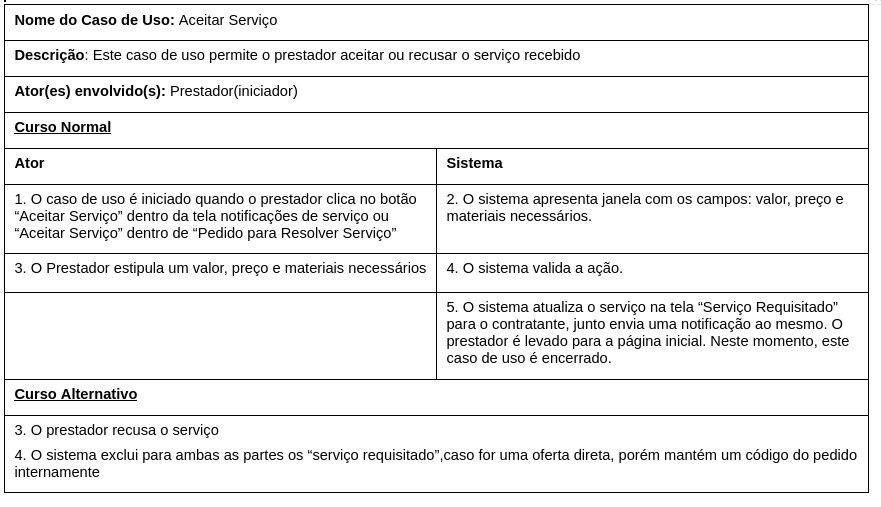 Nome do Caso de Uso: Aceitar Serviço
Descrição: Este caso de uso permite o prestador aceitar ou recusar o serviço recebido
Ator(es) envolvido(s): Prestador(iniciador)
Curso Normal
Ator
Sistema
1. O caso de uso é iniciado quando o prestador clica no botão
“Aceitar Serviço” dentro da tela notificações de serviço ou
“Aceitar Serviço” dentro de “Pedido para Resolver Serviço”
2. O sistema apresenta janela com os campos: valor, preço e
materiais necessários.
3. O Prestador estipula um valor, preço e materiais necessários
4. O sistema valida a ação.
5. O sistema atualiza o serviço na tela “Serviço Requisitado”
para o contratante, junto envia uma notificação ao mesmo. O
prestador é levado para a página inicial. Neste momento, este
caso de uso é encerrado.
Curso Alternativo
3. O prestador recusa o serviço
4. O sistema exclui para ambas as partes os “serviço requisitado”,caso for uma oferta direta, porém mantém um código do pedido
internamente